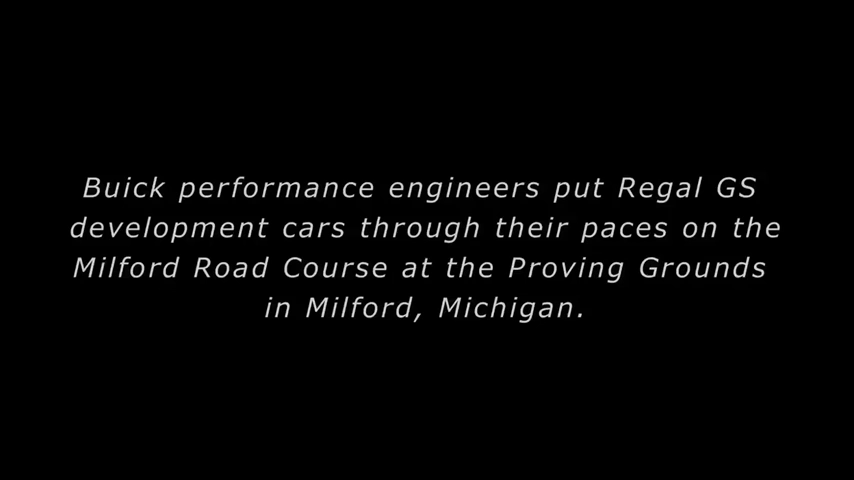 Buick performance engineers put Regal GS
development cars through their paces on the
Milford Road Course at the Proving Grounds
in Milford, Michigan.